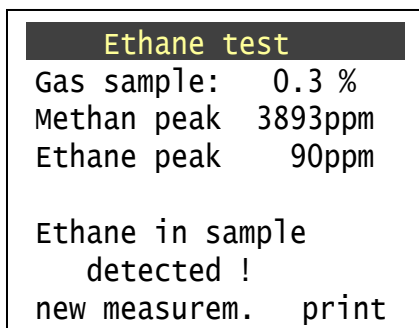 Ethane test
Gas sample: 0.3 %
Methan peak 3893ppm
Ethane peak 90ppm
Ethane in sample
detected !
new measurem. print